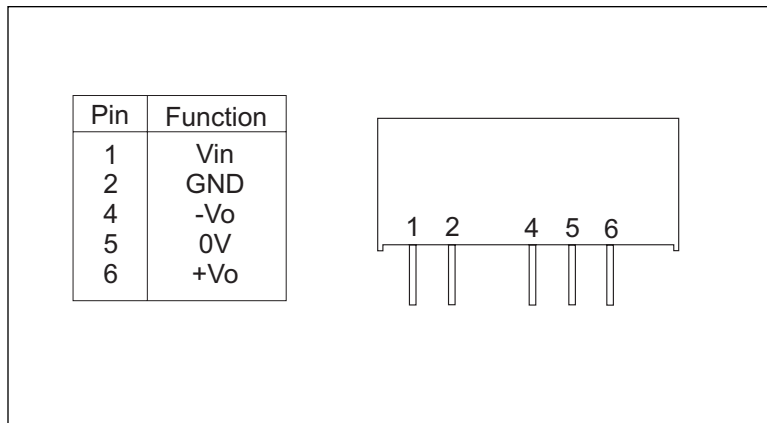 Pin Function
1 Vin
2 GND
4 -Vo
5 0V
6 +Vo
1 2 4 5 6